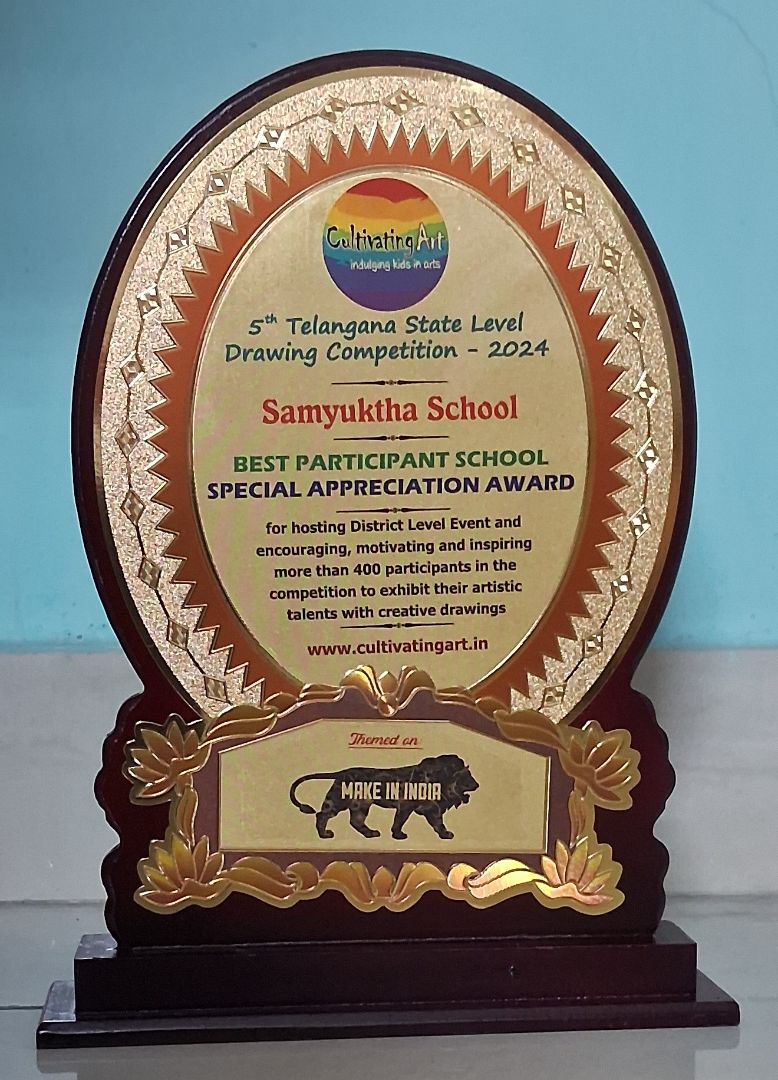 CultivatingArt
indulging kids in arts
5th Telangana State Level
Drawing Competition - 2024
Samyuktha School
BEST PARTICIPANT SCHOOL
SPECIAL APPRECIATION AWARD
for hosting District Level Event and
encouraging, motivating and inspiring
more than 400 participants in the
competition to exhibit their artistic
talents with creative drawings
www.cultivatingart.in
Themed on
MAKE IN INDIA